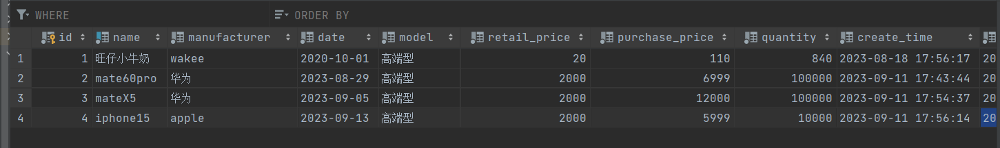 WHERE ORDER BY
id name manufacturer date model retail_price purchase_price quantity create_time
1 1 旺仔小牛奶 wakee 2020-10-01 高端型 20 110 840 2023-08-18 17:56:17 20
2 2 mate60pro 华为 2023-08-29 高端型 2000 6999 100000 2023-09-11 17:43:44 20
3 3 mateX5 华为 2023-09-05 高端型 2000 12000 100000 2023-09-11 17:54:37 20
4 4 iphone15 apple 2023-09-13 高端型 2000 5999 10000 2023-09-11 17:56:14 20